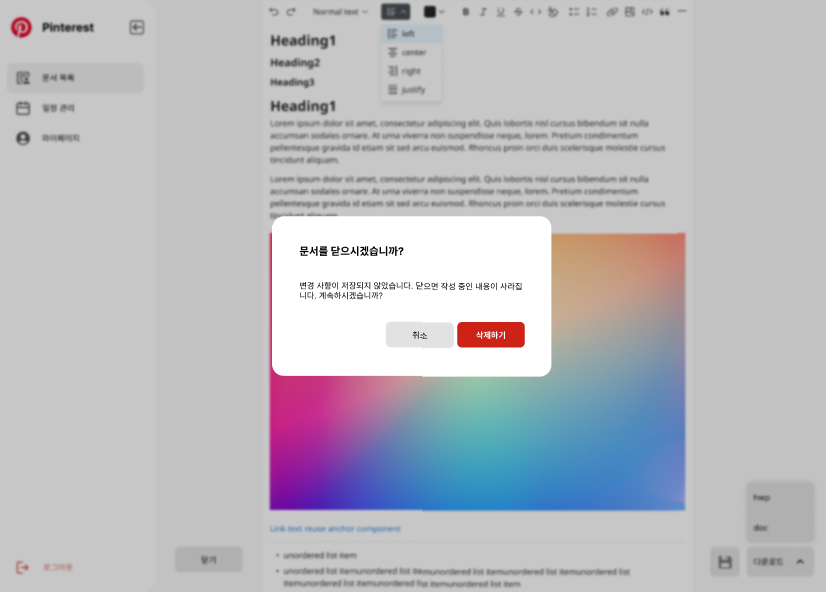 Pinterest
문서 목록
일정 관리
마이페이지
로그아웃
Normal text
B I U S
left
center
right
justify
Heading1
Heading2
Heading3
Heading1
Lorem ipsum dolor sit amet, consectetur adipiscing elit. Quis lobortis nisl cursus bibendum sit nulla
accumsan sodales ornare. At urna viverra non suspendisse neque, lorem. Pretium condimentum
pellentesque gravida id etiam sit sed arcu euismod. Rhoncus proin orci duis scelerisque molestie cursus
tincidunt aliquam.
Lorem ipsum dolor sit amet, consectetur adipiscing elit. Quis lobortis nisl cursus bibendum sit nulla
accumsan sodales ornare. At urna viverra non suspendisse neque, lorem. Pretium condimentum
pellentesque gravida id etiam sit sed arcu euismod. Rhoncus proin orci duis scelerisque molestie cursus
tincidunt aliquam.
문서를 닫으시겠습니까?
변경 사항이 저장되지 않았습니다. 닫으면 작성 중인 내용이 사라집
니다. 계속하시겠습니까?
취소
삭제하기
Link text reuse anchor component
unordered list item
unordered list itemunordered list itemunordered list itemunordered list itemunordered list
itemunordered list itemunordered list itemunordered list item
닫기
hwp
doc
다운로드